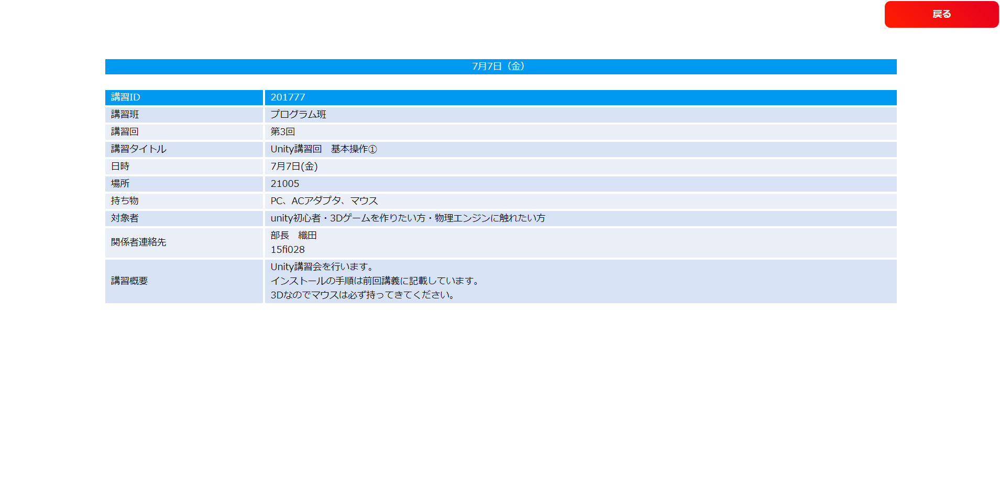 戻る
7月7日（金）
講習ID 201777
講習班 プログラム班
講習回 第3回
講習タイトル Unity講習回　基本操作①
日時 7月7日(金)
場所 21005
持ち物 PC、ACアダプタ、マウス
対象者 unity初心者・3Dゲームを作りたい方・物理エンジンに触れたい方
関係者連絡先 部長　織田
15fi028
講習概要 Unity講習会を行います。
インストールの手順は前回講義に記載しています。
3Dなのでマウスは必ず持ってきてください。